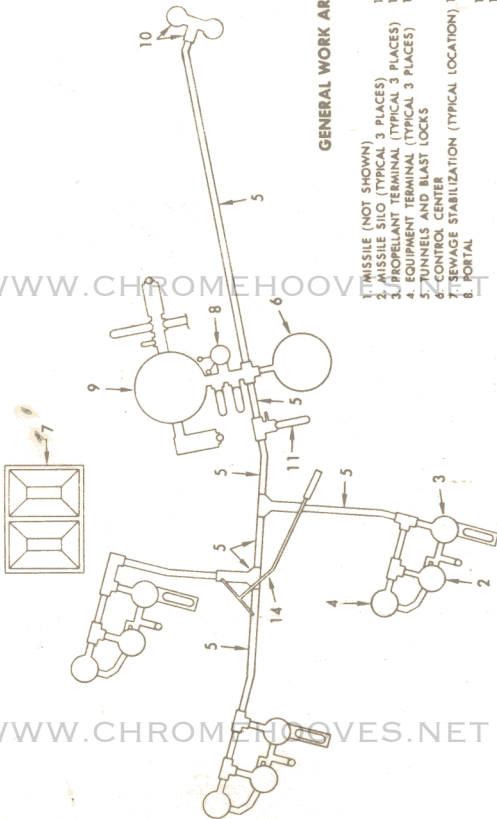 GENERAL WORK AR
1. MISSILE (NOT SHOWN)
2. MISSILE SILO (TYPICAL 3 PLACES)
3. PROPELLANT TERMINAL (TYPICAL 3 PLACES)
4. EQUIPMENT TERMINAL (TYPICAL 3 PLACES)
5. TUNNELS AND BLAST LOCKS
6. CONTROL CENTER
7. SEWAGE STABILIZATION (TYPICAL LOCATION)
8. PORTAL
10
5
9
8
6
5
11
7
5
5
5
3
14
4
2
5
WWW.CHROMEHOOVES.NET
WWW.CHROMEHOOVES.NET